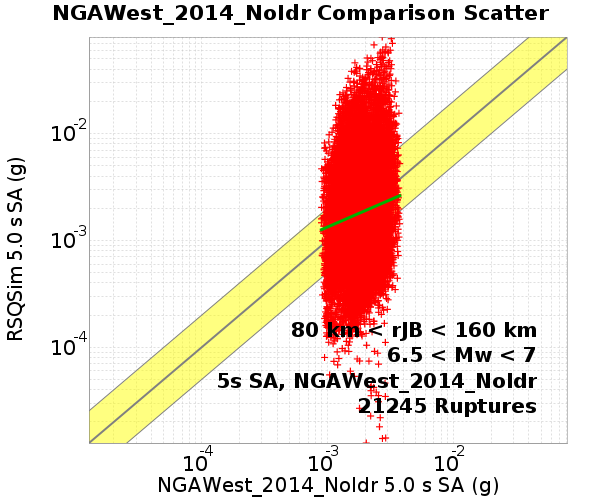 NGAWest_2014_NoIdr Comparison Scatter
RSQSim 5.0 s SA (g)
10-2
10-3
10-4
80 km < rJB < 160 km
6.5 < Mw < 7
5s SA, NGAWest_2014_NoIdr
21245 Ruptures
10-4 10-3 10-2
NGAWest_2014_NoIdr 5.0 s SA (g)